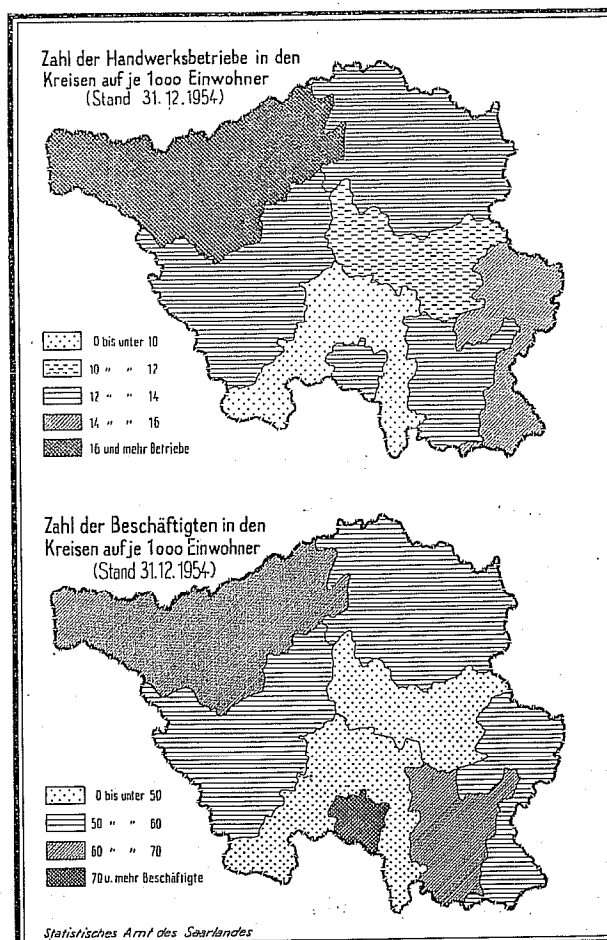 Zahl der Handwerksbetriebe in den
Kreisen auf je 1000 Einwohner
(Stand 31.12.1954)
0 bis unter 10
10 " " 12
12 " " 14
14 " " 16
16 und mehr Betriebe
Zahl der Beschäftigten in den
Kreisen auf je 1000 Einwohner
(Stand 31.12.1954)
0 bis unter 50
50 " " 60
60 " " 70
70 u. mehr Beschäftigte
Statistisches Amt des Saarlandes